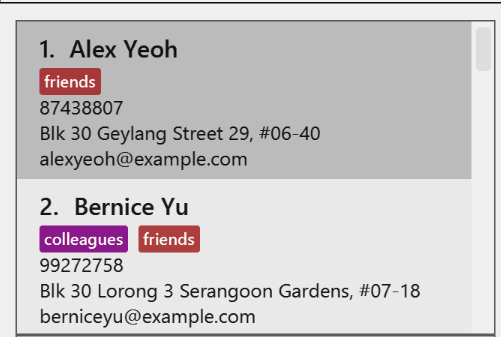 1. Alex Yeoh
friends
87438807
Blk 30 Geylang Street 29, #06-40
alexyeoh@example.com
2. Bernice Yu
colleagues friends
99272758
Blk 30 Lorong 3 Serangoon Gardens, #07-18
berniceyu@example.com